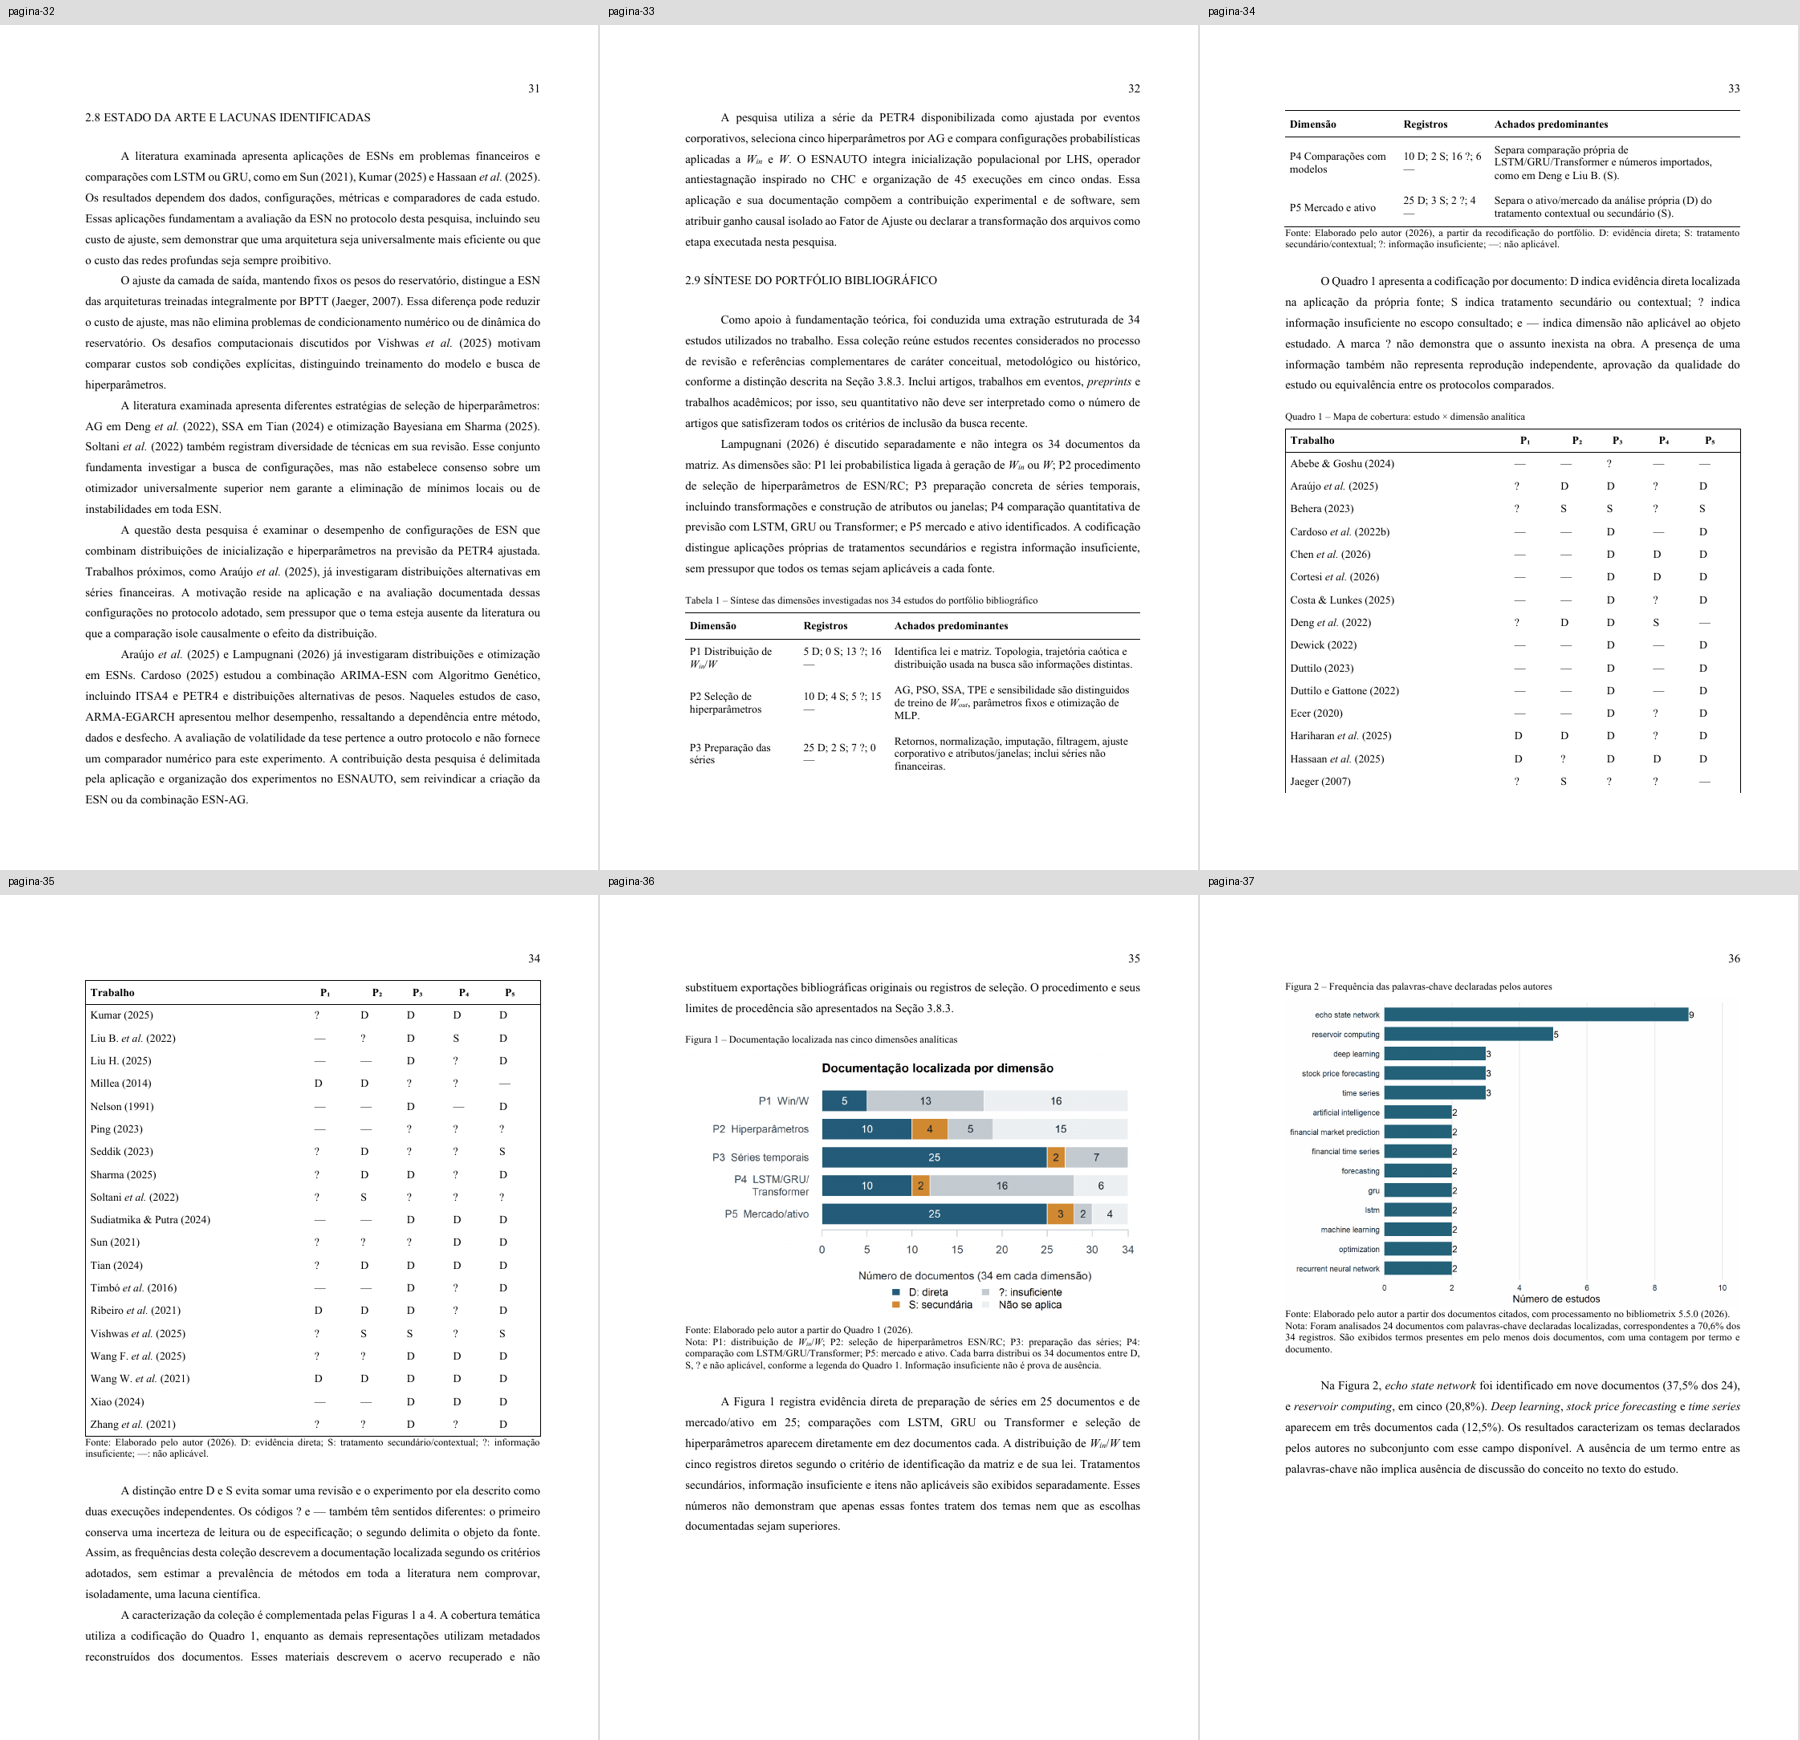 pagina-32
31
2.8 ESTADO DA ARTE E LACUNAS IDENTIFICADAS
A literatura examinada apresenta aplicações de ESNs em problemas financeiros e
comparações com LSTM ou GRU, como em Sun (2021), Kumar (2025) e Hassaan et al. (2025).
Os resultados dependem dos dados, configurações, métricas e comparadores de cada estudo.
Essas aplicações fundamentam a avaliação da ESN no protocolo desta pesquisa, incluindo seu
custo de ajuste, sem demonstrar que uma arquitetura seja universalmente mais eficiente ou que
o custo das redes profundas seja sempre proibitivo.
O ajuste da camada de saída, mantendo fixos os pesos do reservatório, distingue a ESN
das arquiteturas treinadas integralmente por BPTT (Jaeger, 2007). Essa diferença pode reduzir
o custo de ajuste, mas não elimina problemas de condicionamento numérico ou de dinâmica do
reservatório. Os desafios computacionais discutidos por Vishwas et al. (2025) motivam
comparar custos sob condições explícitas, distinguindo treinamento do modelo e busca de
hiperparâmetros.
A literatura examinada apresenta diferentes estratégias de seleção de hiperparâmetros:
AG em Deng et al. (2022), SSA em Tian (2024) e otimização Bayesiana em Sharma (2025).
Soltani et al. (2022) também registram diversidade de técnicas em sua revisão. Esse conjunto
fundamenta investigar a busca de configurações, mas não estabelece consenso sobre um
otimizador universalmente superior nem garante a eliminação de mínimos locais ou de
instabilidades em toda ESN.
A questão desta pesquisa é examinar o desempenho de configurações de ESN que
combinam distribuições de inicialização e hiperparâmetros na previsão da PETR4 ajustada.
Trabalhos próximos, como Araújo et al. (2025), já investigaram distribuições alternativas em
séries financeiras. A motivação reside na aplicação e na avaliação documentada dessas
configurações no protocolo adotado, sem pressupor que o tema esteja ausente da literatura ou
que a comparação isole causalmente o efeito da distribuição.
Araújo et al. (2025) e Lampugnani (2026) já investigaram distribuições e otimização
em ESNs. Cardoso (2025) estudou a combinação ARIMA-ESN com Algoritmo Genético,
incluindo ITSA4 e PETR4 e distribuições alternativas de pesos. Naqueles estudos de caso,
ARMA-EGARCH apresentou melhor desempenho, ressaltando a dependência entre método,
dados e desfecho. A avaliação de volatilidade da tese pertence a outro protocolo e não fornece
um comparador numérico para este experimento. A contribuição desta pesquisa é delimitada
pela aplicação e organização dos experimentos no ESNAUTO, sem reivindicar a criação da
ESN ou da combinação ESN-AG.
pagina-33
32
A pesquisa utiliza a série da PETR4 disponibilizada como ajustada por eventos
corporativos, seleciona cinco hiperparâmetros por AG e compara configurações probabilísticas
aplicadas a Win e W. O ESNAUTO integra inicialização populacional por LHS, operador
antiestagnação inspirado no CHC e organização de 45 execuções em cinco ondas. Essa
aplicação e sua documentação compõem a contribuição experimental e de software, sem
atribuir ganho causal isolado ao Fator de Ajuste ou declarar a transformação dos arquivos como
etapa executada nesta pesquisa.
2.9 SÍNTESE DO PORTFÓLIO BIBLIOGRÁFICO
Como apoio à fundamentação teórica, foi conduzida uma extração estruturada de 34
estudos utilizados no trabalho. Essa coleção reúne estudos recentes considerados no processo
de revisão e referências complementares de caráter conceitual, metodológico ou histórico,
conforme a distinção descrita na Seção 3.8.3. Inclui artigos, trabalhos em eventos, preprints e
trabalhos acadêmicos; por isso, seu quantitativo não deve ser interpretado como o número de
artigos que satisfizeram todos os critérios de inclusão da busca recente.
Lampugnani (2026) é discutido separadamente e não integra os 34 documentos da
matriz. As dimensões são: P1 lei probabilística ligada à geração de Win ou W; P2 procedimento
de seleção de hiperparâmetros de ESN/RC; P3 preparação concreta de séries temporais,
incluindo transformações e construção de atributos ou janelas; P4 comparação quantitativa de
previsão com LSTM, GRU ou Transformer; e P5 mercado e ativo identificados. A codificação
distingue aplicações próprias de tratamentos secundários e registra informação insuficiente,
sem pressupor que todos os temas sejam aplicáveis a cada fonte.
Tabela 1 – Síntese das dimensões investigadas nos 34 estudos do portfólio bibliográfico
Dimensão Registros Achados predominantes
P1 Distribuição de Win/W 5 D; 0 S; 13 ?; 16 — Identifica lei e matriz. Topologia, trajetória caótica e
distribuição usada na busca são informações distintas.
P2 Seleção de hiperparâmetros 10 D; 4 S; 5 ?; 15 — AG, PSO, SSA, TPE e sensibilidade são distinguidos
de treino de Wout, parâmetros fixos e otimização de
MLP.
P3 Preparação das séries 25 D; 2 S; 7 ?; 0 — Retornos, normalização, imputação, filtragem, ajuste
corporativo e atributos/janelas; inclui séries não
financeiras.
pagina-34
33
Dimensão Registros Achados predominantes
P4 Comparações com modelos 10 D; 2 S; 16 ?; 6 — Separa comparação própria de
LSTM/GRU/Transformer e números importados,
como em Deng e Liu B. (S).
P5 Mercado e ativo 25 D; 3 S; 2 ?; 4 — Separa o ativo/mercado da análise própria (D) do
tratamento contextual ou secundário (S).
Fonte: Elaborado pelo autor (2026), a partir da recodificação do portfólio. D: evidência direta; S: tratamento
secundário/contextual; ?: informação insuficiente; —: não aplicável.
O Quadro 1 apresenta a codificação por documento: D indica evidência direta localizada
na aplicação da própria fonte; S indica tratamento secundário ou contextual; ? indica
informação insuficiente no escopo consultado; e — indica dimensão não aplicável ao objeto
estudado. A marca ? não demonstra que o assunto inexista na obra. A presença de uma
informação também não representa reprodução independente, aprovação da qualidade do
estudo ou equivalência entre os protocolos comparados.
Quadro 1 – Mapa de cobertura: estudo × dimensão analítica
Trabalho P₁ P₂ P₃ P₄ P₅
Abebe & Goshu (2024) — — ? — —
Araújo et al. (2025) ? D D ? D
Behera (2023) ? S S ? S
Cardoso et al. (2022b) — — D — D
Chen et al. (2026) — — D D D
Cortesi et al. (2026) — — D D D
Costa & Lunkes (2025) — — D ? D
Deng et al. (2022) ? D D S —
Dewick (2022) — — D — D
Duttilo (2023) — — D — D
Duttilo e Gattone (2022) — — D — D
Ecer (2020) — — D ? D
Hariharan et al. (2025) D D D ? D
Hassaan et al. (2025) D ? D D D
Jaeger (2007) ? S ? ? —
pagina-35
34
Trabalho P₁ P₂ P₃ P₄ P₅
Kumar (2025) ? D D D D
Liu B. et al. (2022) — ? D S D
Liu H. (2025) — — D ? D
Millea (2014) D D ? ? —
Nelson (1991) — — D — D
Ping (2023) — — ? ? ?
Seddik (2023) ? D ? ? S
Sharma (2025) ? D D ? D
Soltani et al. (2022) ? S ? ? ?
Sudiatmika & Putra (2024) — — D D D
Sun (2021) ? ? ? D D
Tian (2024) ? D D D D
Timbó et al. (2016) — — D ? D
Ribeiro et al. (2021) D D D ? D
Vishwas et al. (2025) ? S S ? S
Wang F. et al. (2025) ? ? D D D
Wang W. et al. (2021) D D D D D
Xiao (2024) — — D D D
Zhang et al. (2021) ? ? D ? D
Fonte: Elaborado pelo autor (2026). D: evidência direta; S: tratamento secundário/contextual; ?: informação
insuficiente; —: não aplicável.
A distinção entre D e S evita somar uma revisão e o experimento por ela descrito como
duas execuções independentes. Os códigos ? e — também têm sentidos diferentes: o primeiro
conserva uma incerteza de leitura ou de especificação; o segundo delimita o objeto da fonte.
Assim, as frequências desta coleção descrevem a documentação localizada segundo os critérios
adotados, sem estimar a prevalência de métodos em toda a literatura nem comprovar,
isoladamente, uma lacuna científica.
A caracterização da coleção é complementada pelas Figuras 1 a 4. A cobertura temática
utiliza a codificação do Quadro 1, enquanto as demais representações utilizam metadados
reconstruídos dos documentos. Esses materiais descrevem o acervo recuperado e não
pagina-36
35
substituem exportações bibliográficas originais ou registros de seleção. O procedimento e seus
limites de procedência são apresentados na Seção 3.8.3.
Figura 1 – Documentação localizada nas cinco dimensões analíticas
Documentação localizada por dimensão
P1 Win/W 5 13 16
P2 Hiperparâmetros 10 4 5 15
P3 Séries temporais 25 2 7
P4 LSTM/GRU/
Transformer 10 2 16 6
P5 Mercado/ativo 25 3 2 4
0 5 10 15 20 25 30 34
Número de documentos (34 em cada dimensão)
D: direta ?: insuficiente
S: secundária Não se aplica
Fonte: Elaborado pelo autor a partir do Quadro 1 (2026).
Nota: P1: distribuição de Win/W; P2: seleção de hiperparâmetros ESN/RC; P3: preparação das séries; P4:
comparação com LSTM/GRU/Transformer; P5: mercado e ativo. Cada barra distribui os 34 documentos entre D,
S, ? e não aplicável, conforme a legenda do Quadro 1. Informação insuficiente não é prova de ausência.
A Figura 1 registra evidência direta de preparação de séries em 25 documentos e de
mercado/ativo em 25; comparações com LSTM, GRU ou Transformer e seleção de
hiperparâmetros aparecem diretamente em dez documentos cada. A distribuição de Win/W tem
cinco registros diretos segundo o critério de identificação da matriz e de sua lei. Tratamentos
secundários, informação insuficiente e itens não aplicáveis são exibidos separadamente. Esses
números não demonstram que apenas essas fontes tratem dos temas nem que as escolhas
documentadas sejam superiores.
pagina-37
36
Figura 2 – Frequência das palavras-chave declaradas pelos autores
echo state network 9
reservoir computing 5
deep learning 3
stock price forecasting 3
time series 3
artificial intelligence 2
financial market prediction 2
financial time series 2
forecasting 2
gru 2
lstm 2
machine learning 2
optimization 2
recurrent neural network 2
0 2 4 6 8 10
Número de estudos
Fonte: Elaborado pelo autor a partir dos documentos citados, com processamento no bibliometrix 5.5.0 (2026).
Nota: Foram analisados 24 documentos com palavras-chave declaradas localizadas, correspondentes a 70,6% dos
34 registros. São exibidos termos presentes em pelo menos dois documentos, com uma contagem por termo e
documento.
Na Figura 2, echo state network foi identificado em nove documentos (37,5% dos 24),
e reservoir computing, em cinco (20,8%). Deep learning, stock price forecasting e time series
aparecem em três documentos cada (12,5%). Os resultados caracterizam os temas declarados
pelos autores no subconjunto com esse campo disponível. A ausência de um termo entre as
palavras-chave não implica ausência de discussão do conceito no texto do estudo.